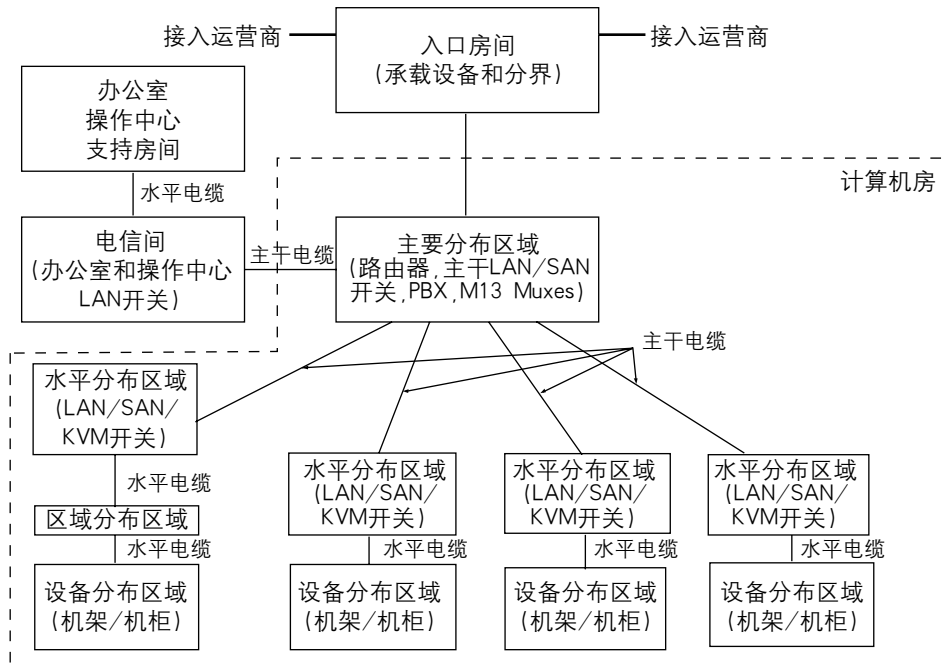 接入运营商
入口房间
(承载设备和分界)
接入运营商
办公室
操作中心
支持房间
水平电缆
计算机房
电信间
(办公室和操作中心
LAN开关)
主干电缆
主要分布区域
(路由器,主干LAN/SAN
开关,PBX,M13 Muxes)
主干电缆
水平分布区域
(LAN/SAN/
KVM开关)
水平电缆
区域分布区域
水平电缆
设备分布区域
(机架/机柜)
水平分布区域
(LAN/SAN/
KVM开关)
水平电缆
设备分布区域
(机架/机柜)
水平分布区域
(LAN/SAN/
KVM开关)
水平电缆
设备分布区域
(机架/机柜)
水平分布区域
(LAN/SAN/
KVM开关)
水平电缆
设备分布区域
(机架/机柜)